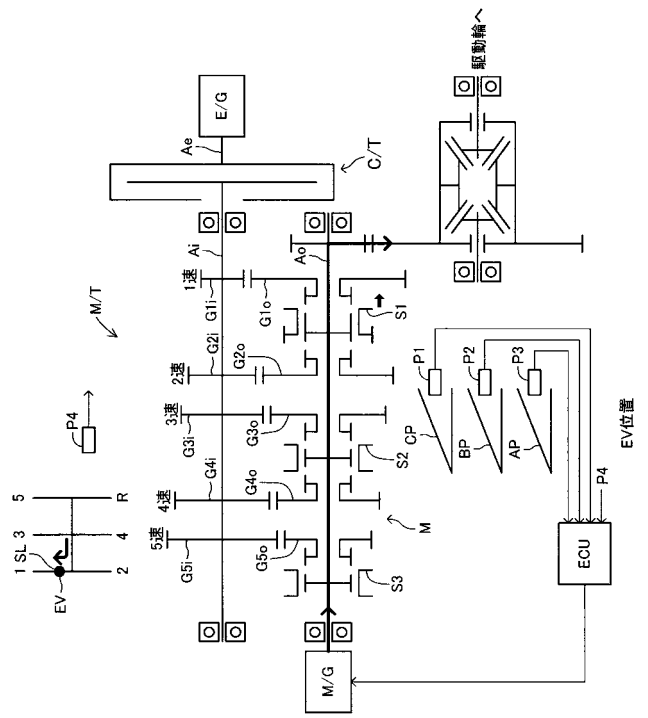 1 3 5
SL
EV
2 4 R
P4
M/T
E/G
Ae
C/T
Ai
Ao
1速
G1i
G1o
S1
2速
G2i
G2o
3速
G3i
G3o
S2
4速
G4i
G4o
M
5速
G5i
G5o
S3
M/G
駆動輪へ
CP
P1
BP
P2
AP
P3
P4
ECU
EV位置